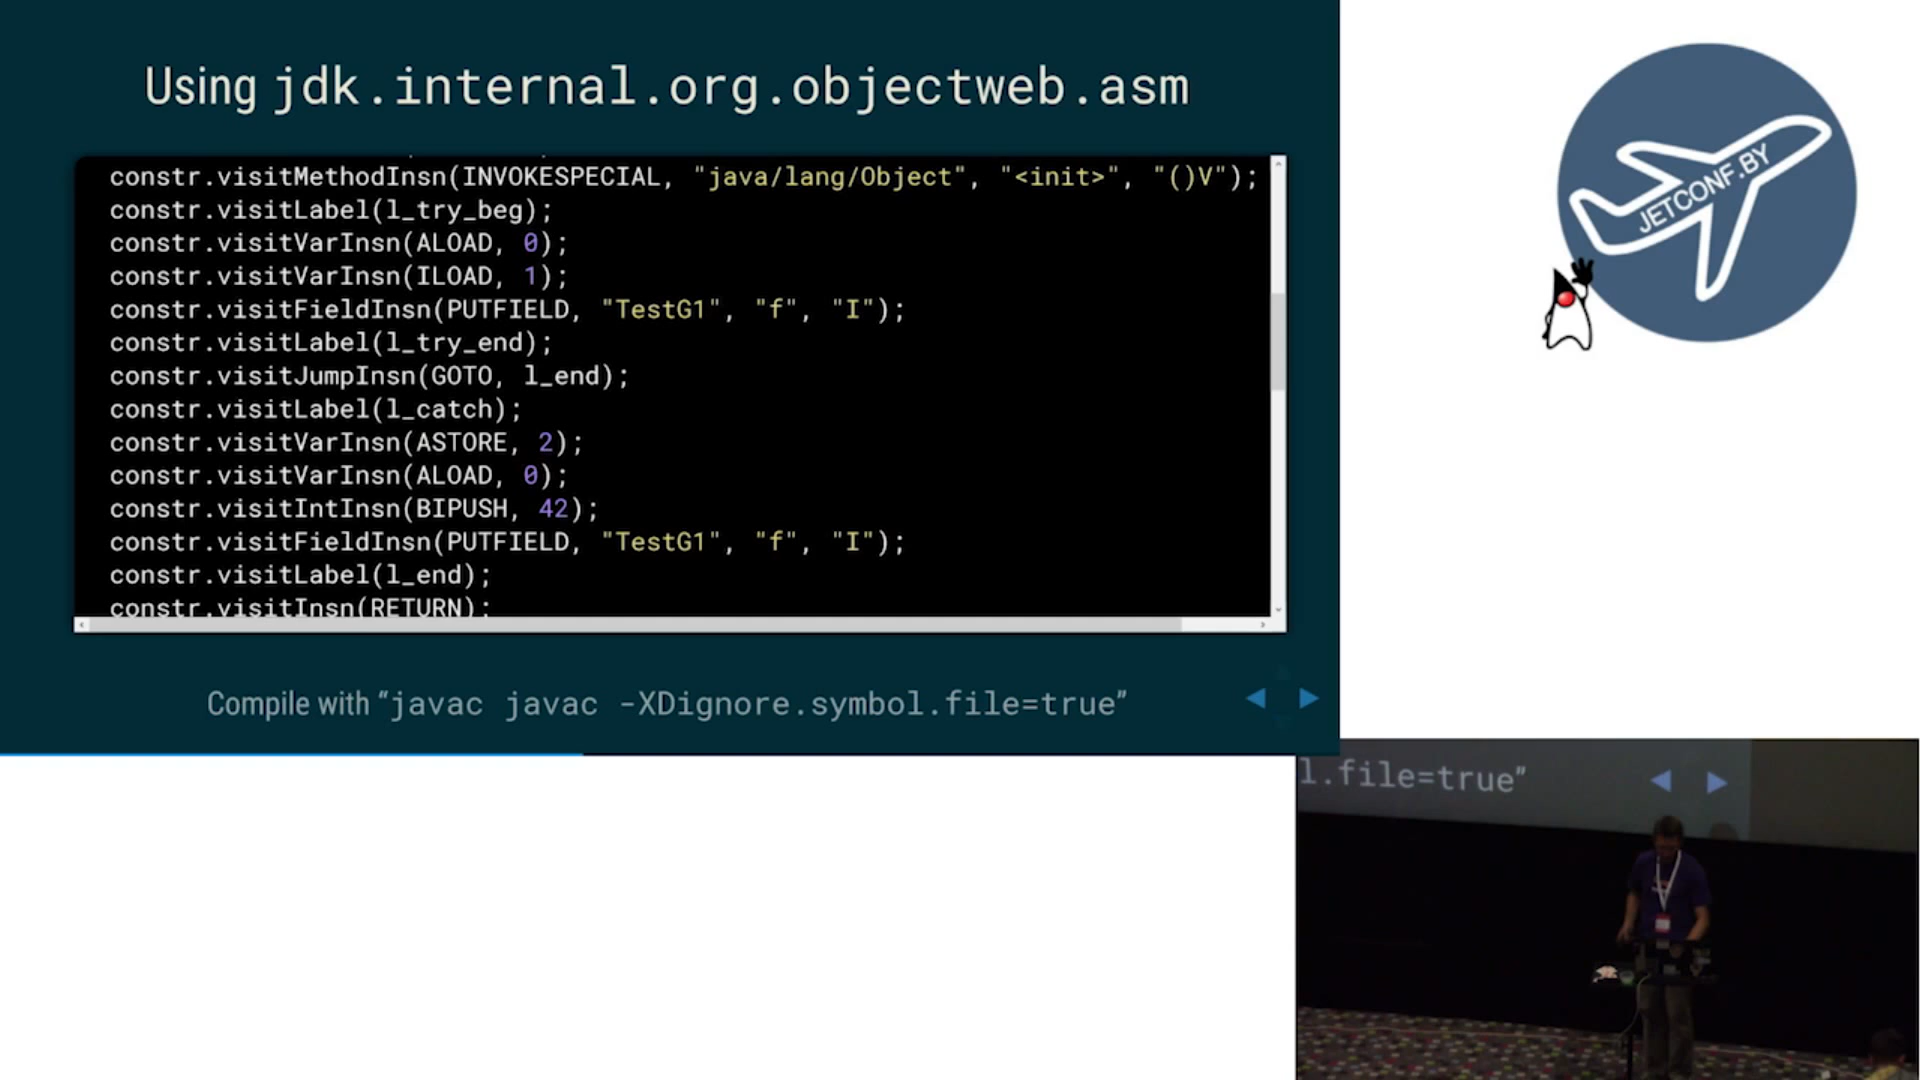 Using jdk.internal.org.objectweb.asm
constr.visitMethodInsn(INVOKESPECIAL, "java/lang/Object", "<init>", "()V");
constr.visitLabel(l_try_beg);
constr.visitVarInsn(ALOAD, 0);
constr.visitVarInsn(ILOAD, 1);
constr.visitFieldInsn(PUTFIELD, "TestG1", "f", "I");
constr.visitLabel(l_try_end);
constr.visitJumpInsn(GOTO, l_end);
constr.visitLabel(l_catch);
constr.visitVarInsn(ASTORE, 2);
constr.visitVarInsn(ALOAD, 0);
constr.visitIntInsn(BIPUSH, 42);
constr.visitFieldInsn(PUTFIELD, "TestG1", "f", "I");
constr.visitLabel(l_end);
constr.visitInsn(RETURN);
Compile with “javac javac -XDignore.symbol.file=true”
JETCONF.BY
l.file=true”